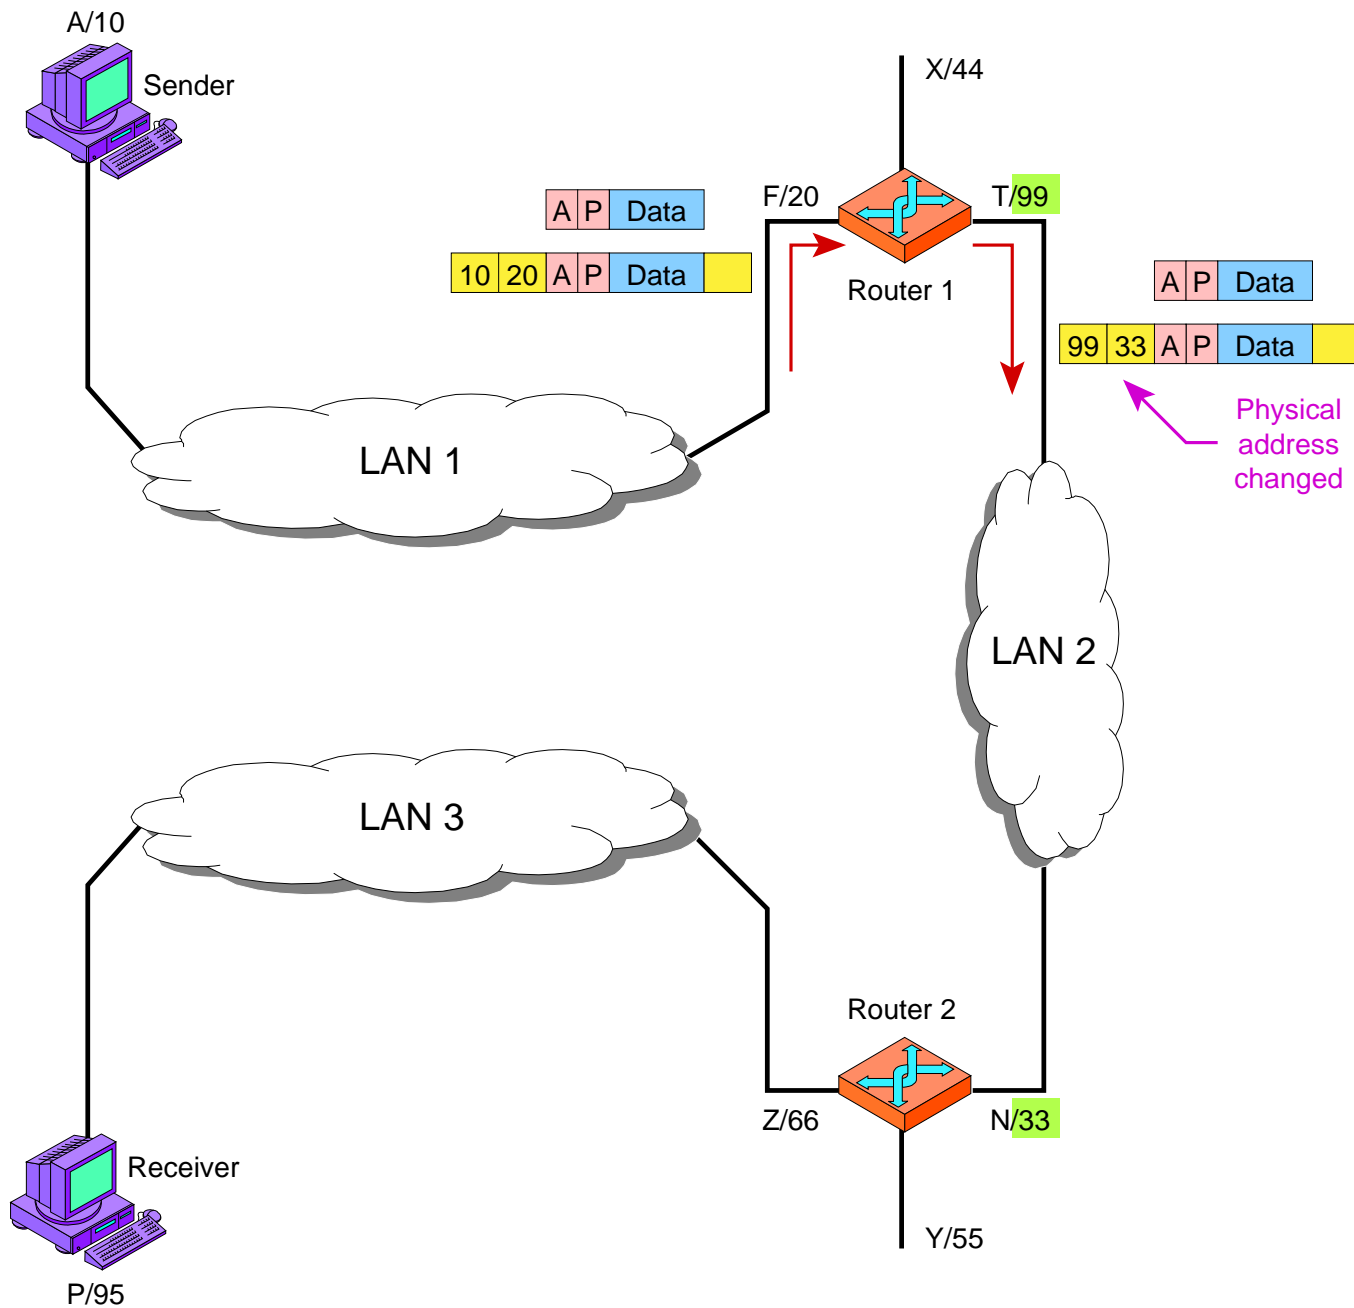 A/10
Sender
X/44
F/20
T/99
A P Data
10 20 A P Data
Router 1
A P Data
99 33 A P Data
Physical
address
changed
LAN 1
LAN 2
LAN 3
Router 2
Z/66
N/33
Receiver
Y/55
P/95